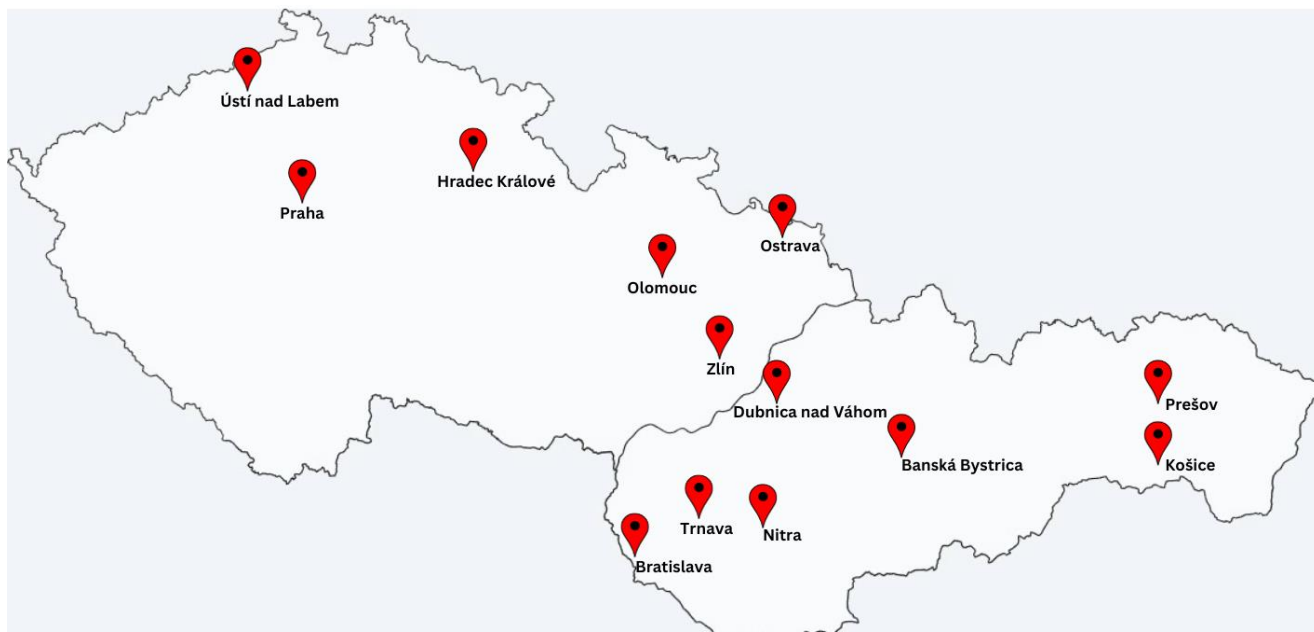 Ústí nad Labem
Hradec Králové
Praha
Ostrava
Olomouc
Zlín
Dubnica nad Váhom
Prešov
Banská Bystrica
Košice
Trnava
Nitra
Bratislava